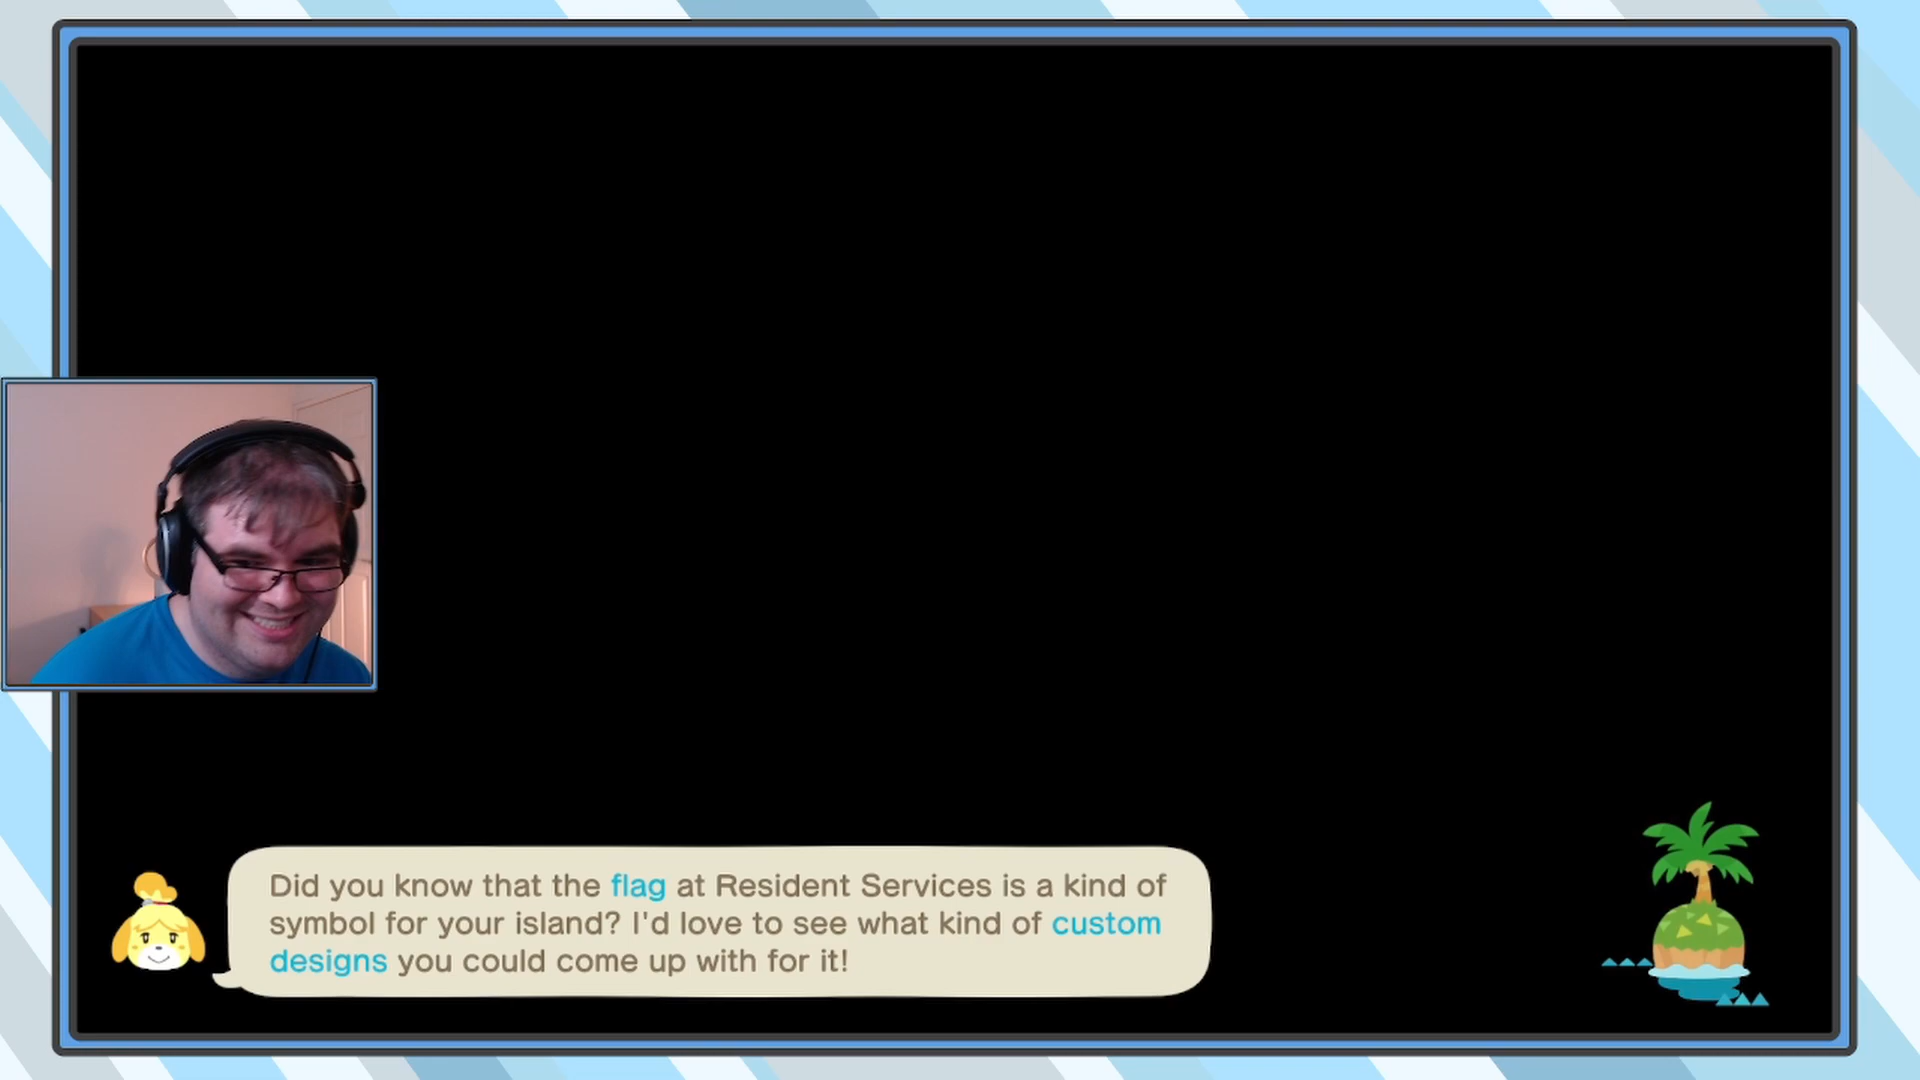 Did you know that the flag at Resident Services is a kind of
symbol for your island? I'd love to see what kind of custom
designs you could come up with for it!